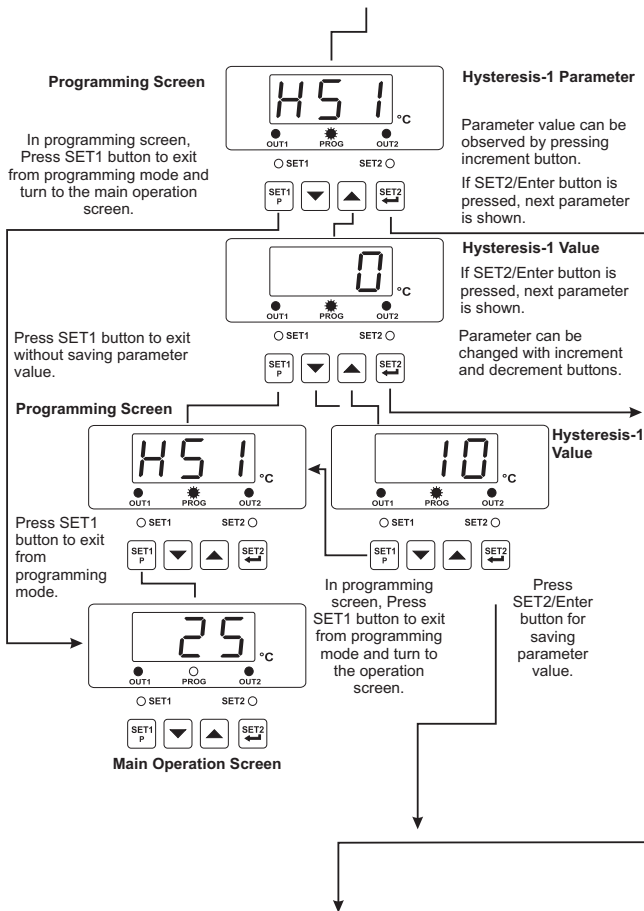 Programming Screen
HS1
°C
OUT1 PROG OUT2
SET1 SET2
SET1 P SET2
Hysteresis-1 Parameter
In programming screen,
Press SET1 button to exit
from programming mode and
turn to the main operation
screen.
Parameter value can be
observed by pressing
increment button.
If SET2/Enter button is
pressed, next parameter
is shown.
0
°C
OUT1 PROG OUT2
SET1 SET2
SET1 P SET2
Hysteresis-1 Value
If SET2/Enter button is
pressed, next parameter
is shown.
Parameter can be
changed with increment
and decrement buttons.
Press SET1 button to exit
without saving parameter
value.
Programming Screen
HS1
°C
OUT1 PROG OUT2
SET1 SET2
SET1 P SET2
10
°C
OUT1 PROG OUT2
SET1 SET2
SET1 P SET2
Hysteresis-1
Value
Press SET1
button to exit
from
programming
mode.
In programming
screen, Press
SET1 button to exit
from programming
mode and turn to
the operation
screen.
Press
SET2/Enter
button for
saving
parameter
value.
25
°C
OUT1 PROG OUT2
SET1 SET2
SET1 P SET2
Main Operation Screen